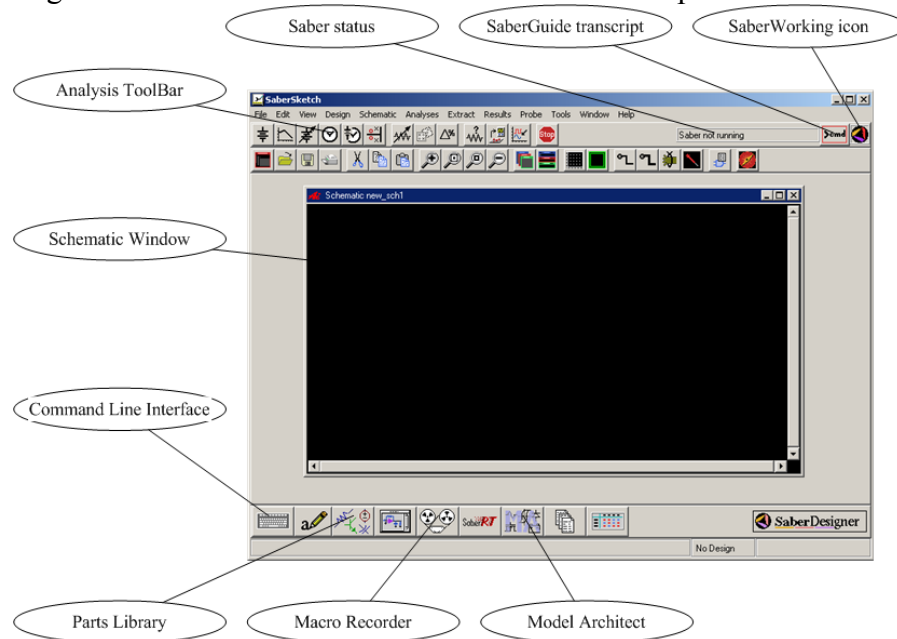 Saber status
SaberGuide transcript
SaberWorking icon
Analysis ToolBar
SaberSketch
File Edit View Design Schematic Analyses Extract Results Probe Tools Window Help
Stop
Saber not running
>cmd
Schematic new_sch1
Schematic Window
Command Line Interface
a
SaberRT
SaberDesigner
No Design
Parts Library
Macro Recorder
Model Architect